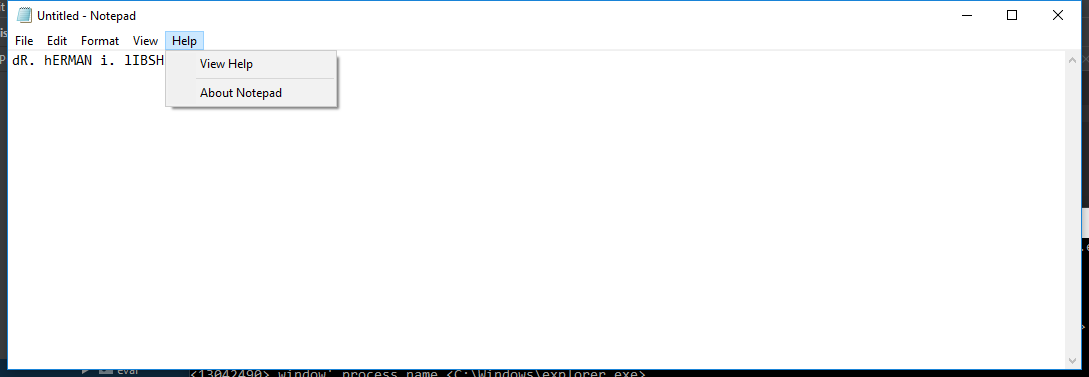 Untitled - Notepad
File Edit Format View Help
dR. hERMAN i. lIBSH
View Help
About Notepad
eval
<13042490> window' process name <C:\Windows\explorer.exe>